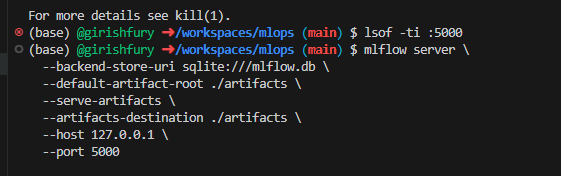 For more details see kill(1).
(base) @girishfury ➜/workspaces/mlops (main) $ lsof -ti :5000
(base) @girishfury ➜/workspaces/mlops (main) $ mlflow server \
--backend-store-uri sqlite:///mlflow.db \
--default-artifact-root ./artifacts \
--serve-artifacts \
--artifacts-destination ./artifacts \
--host 127.0.0.1 \
--port 5000